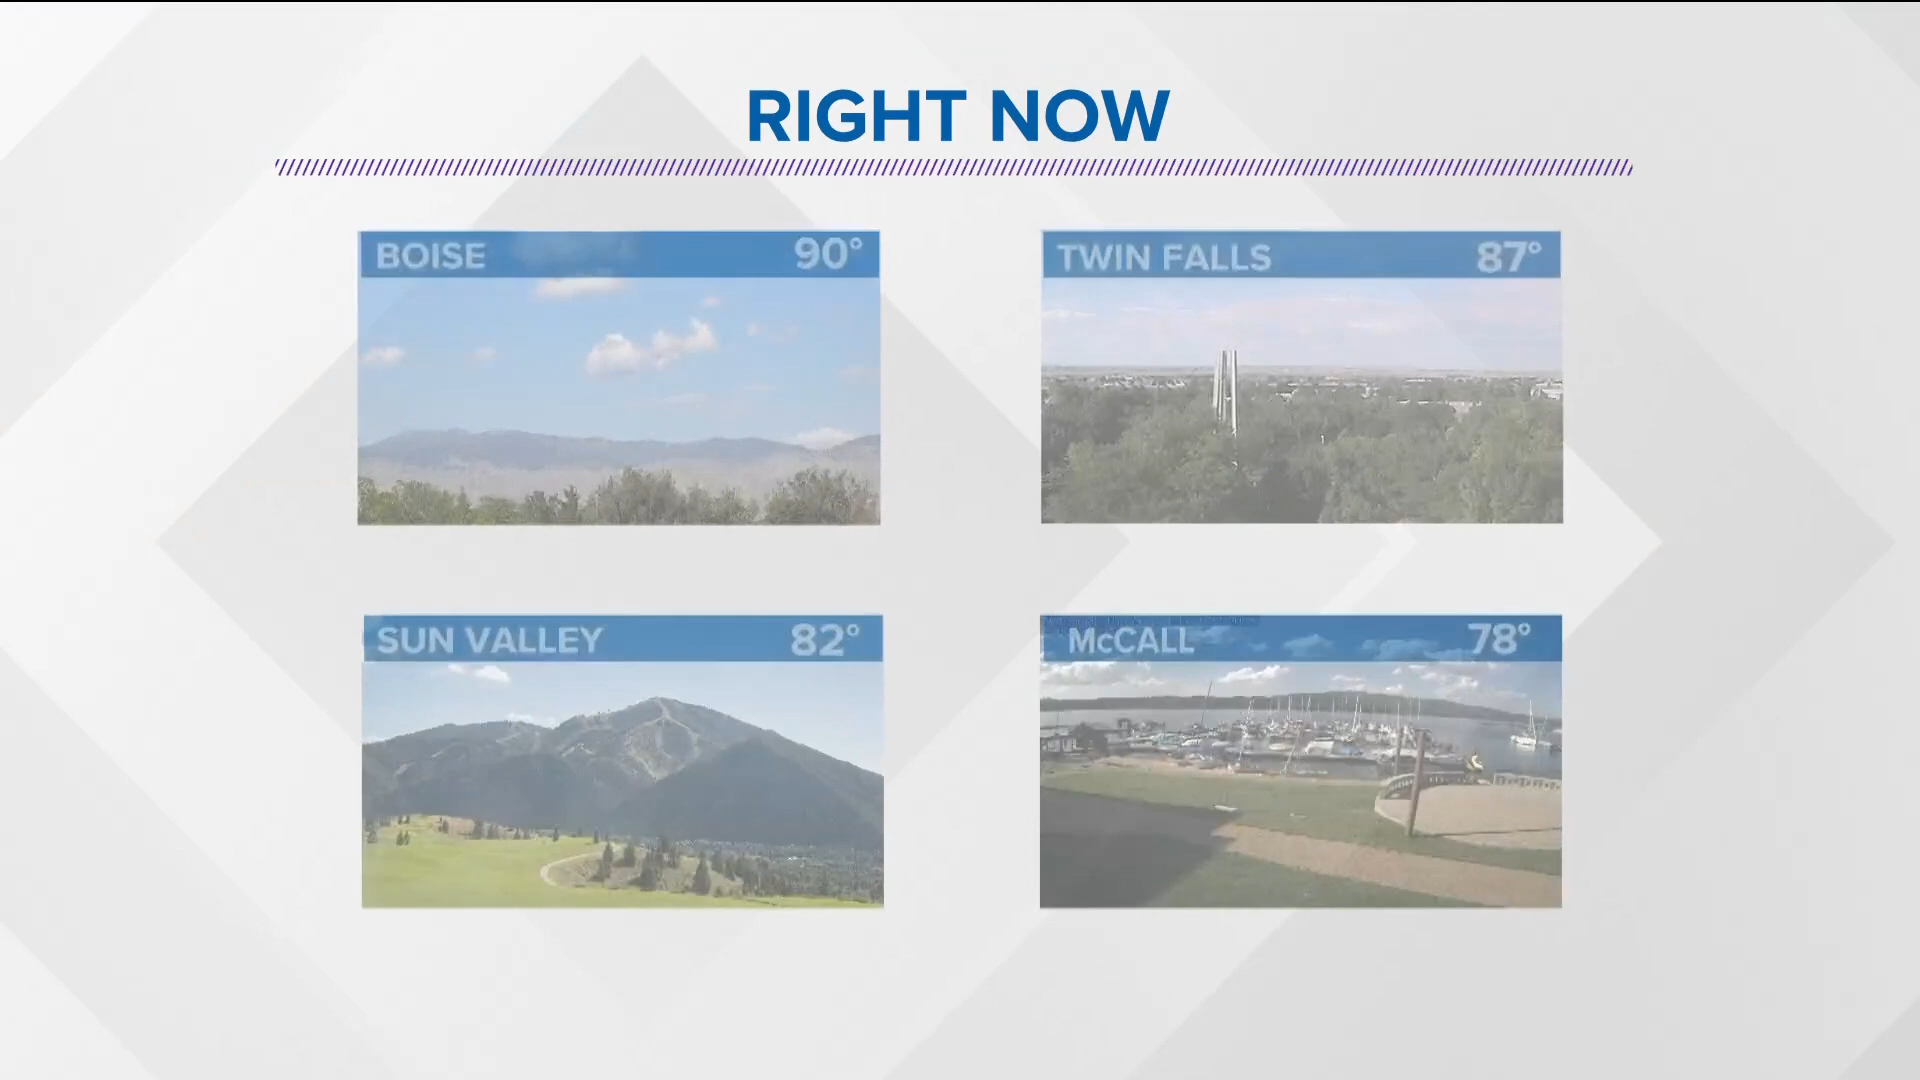 RIGHT NOW
BOISE 90°
TWIN FALLS 87°
SUN VALLEY 82°
McCALL 78°